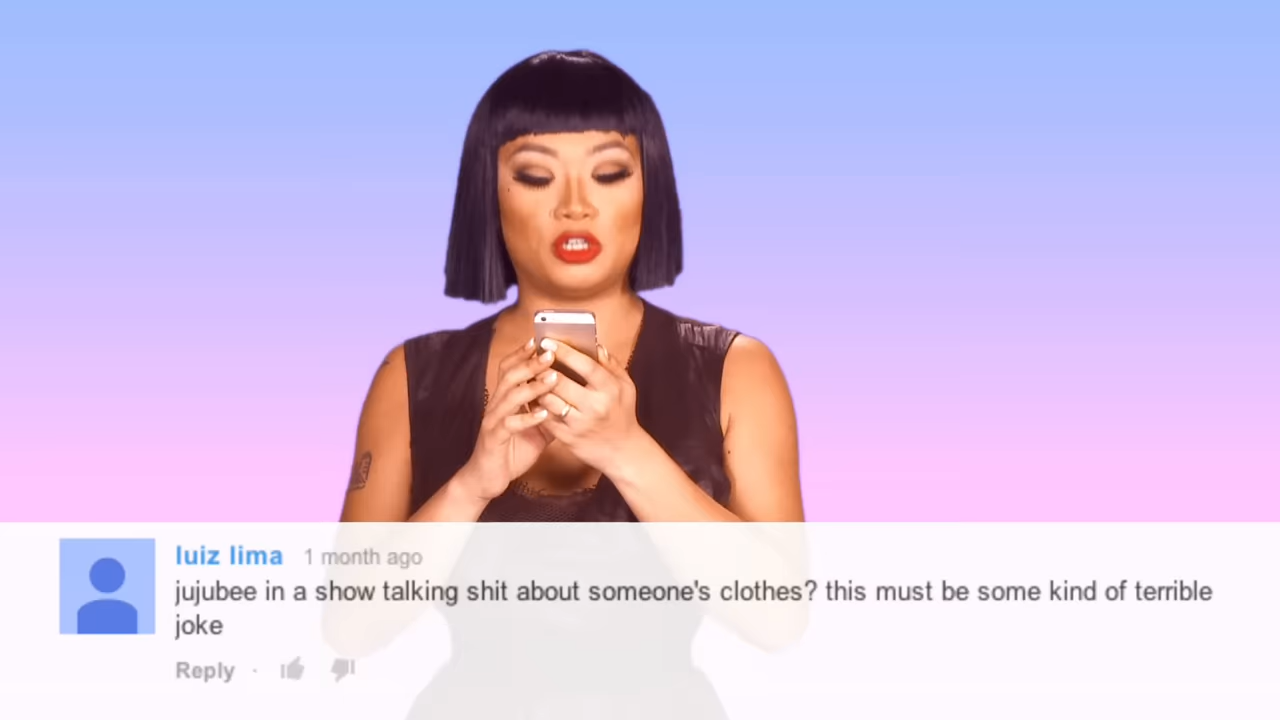 luiz lima 1 month ago
jujubee in a show talking shit about someone's clothes? this must be some kind of terrible
joke
Reply ·